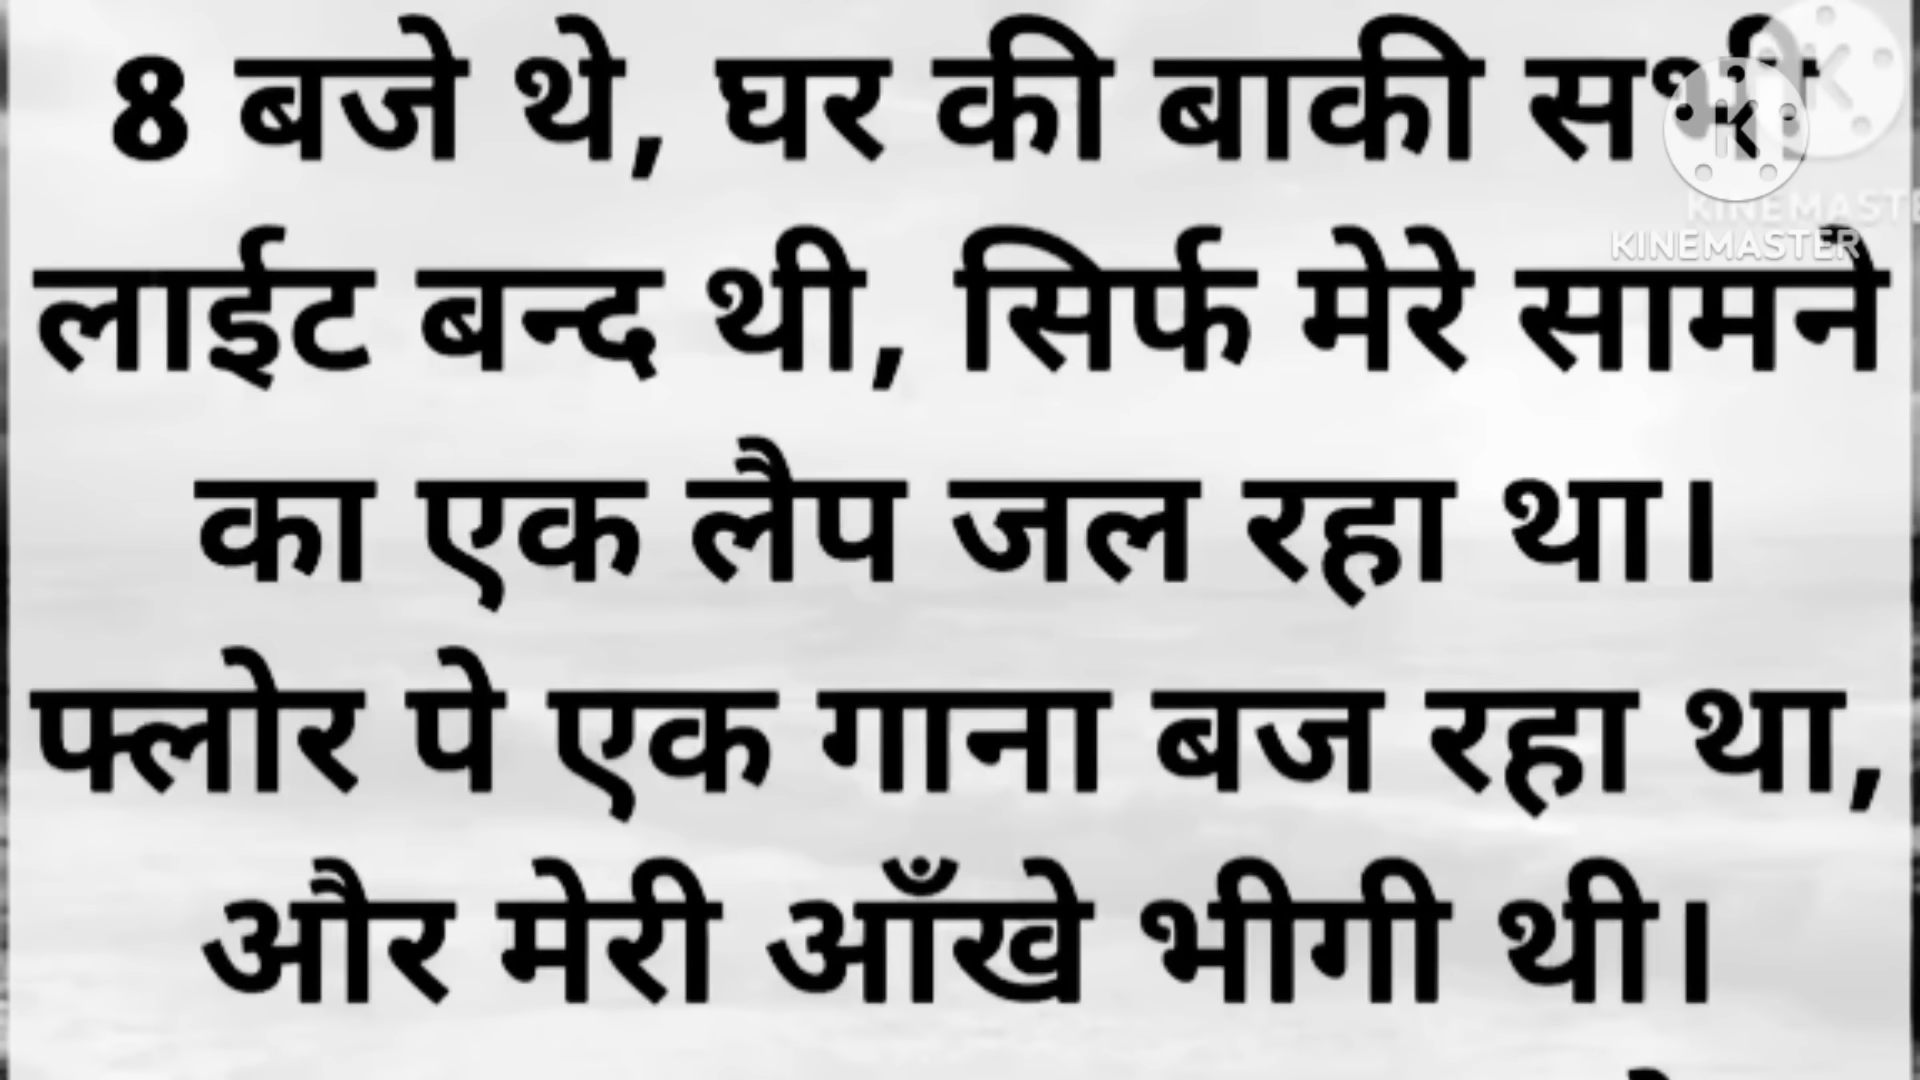 8 बजे थे, घर की बाकी सभी
KINEMASTER
लाईट बन्द थी, सिर्फ मेरे सामने
का एक लैप जल रहा था।
फ्लोर पे एक गाना बज रहा था,
और मेरी आँखे भीगी थी।